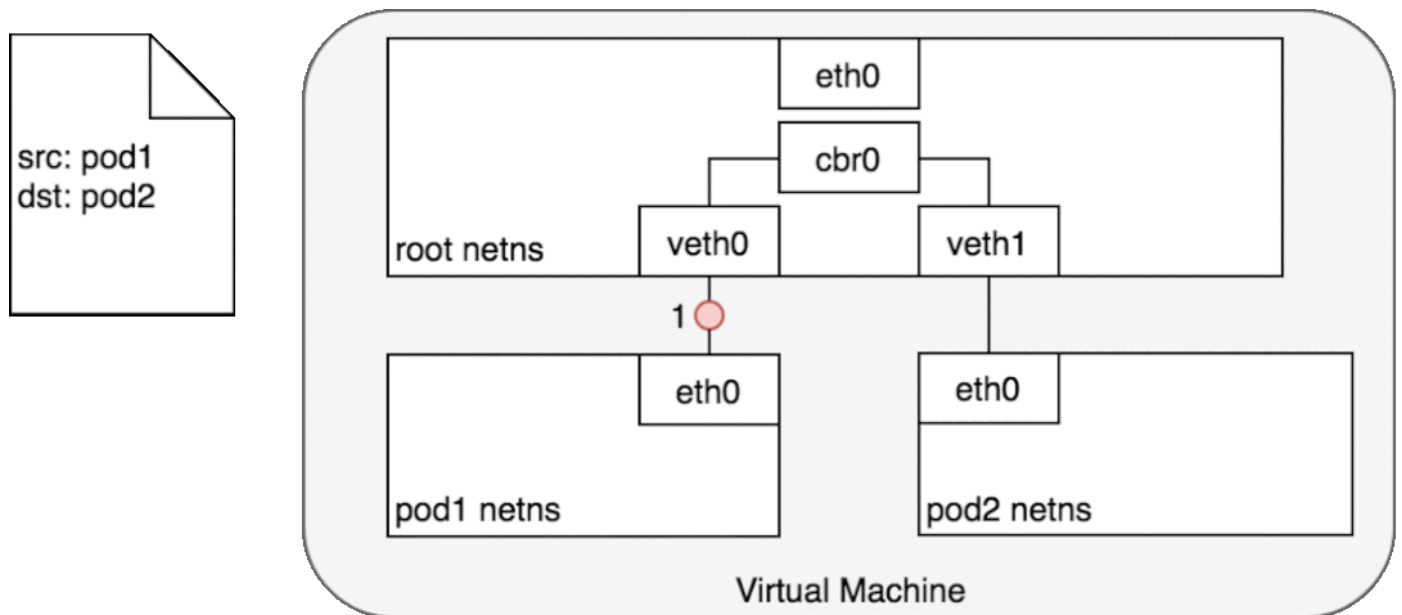 src: pod1
dst: pod2
eth0
cbr0
root netns
veth0
veth1
1
eth0
eth0
pod1 netns
pod2 netns
Virtual Machine